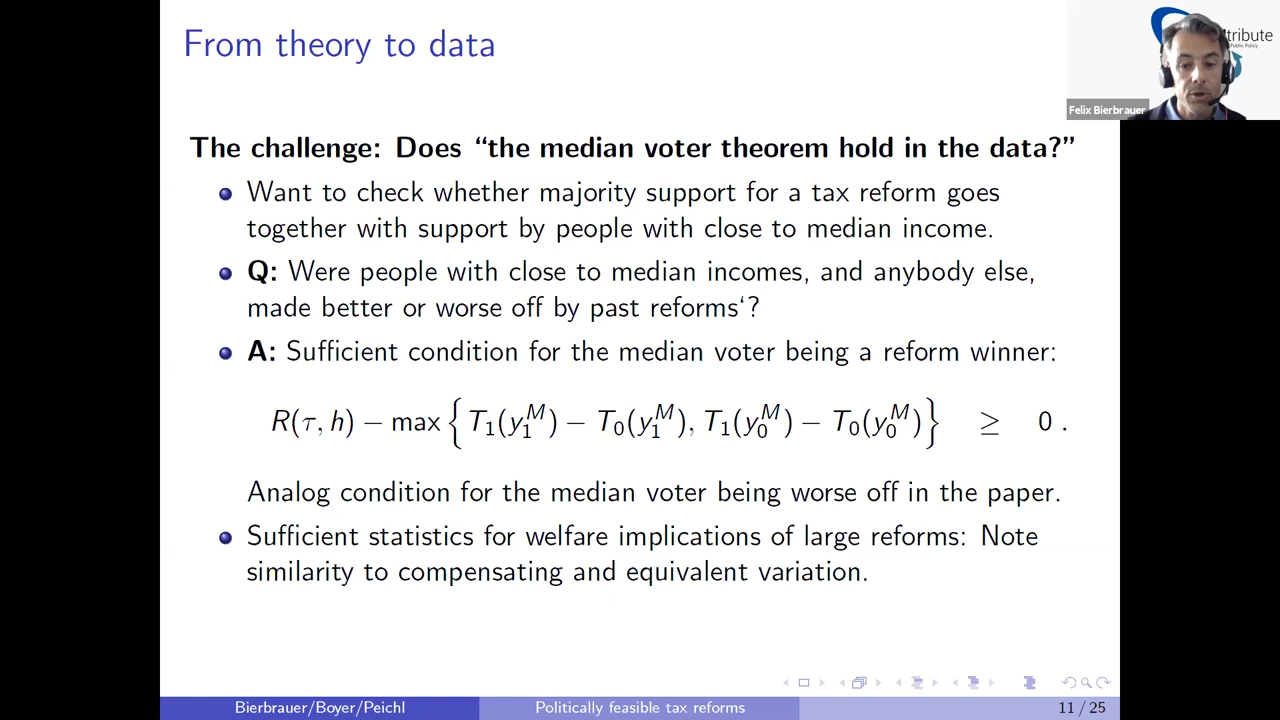 From theory to data
tribute
Public Policy
Felix Bierbrauer
The challenge: Does “the median voter theorem hold in the data?”
Want to check whether majority support for a tax reform goes
together with support by people with close to median income.
Q: Were people with close to median incomes, and anybody else,
made better or worse off by past reforms‘?
A: Sufficient condition for the median voter being a reform winner:
R(τ, h) − max { T₁(y₁ᴹ) − T₀(y₁ᴹ), T₁(y₀ᴹ) − T₀(y₀ᴹ) } ≥ 0 .
Analog condition for the median voter being worse off in the paper.
Sufficient statistics for welfare implications of large reforms: Note
similarity to compensating and equivalent variation.
Bierbrauer/Boyer/Peichl Politically feasible tax reforms 11 / 25